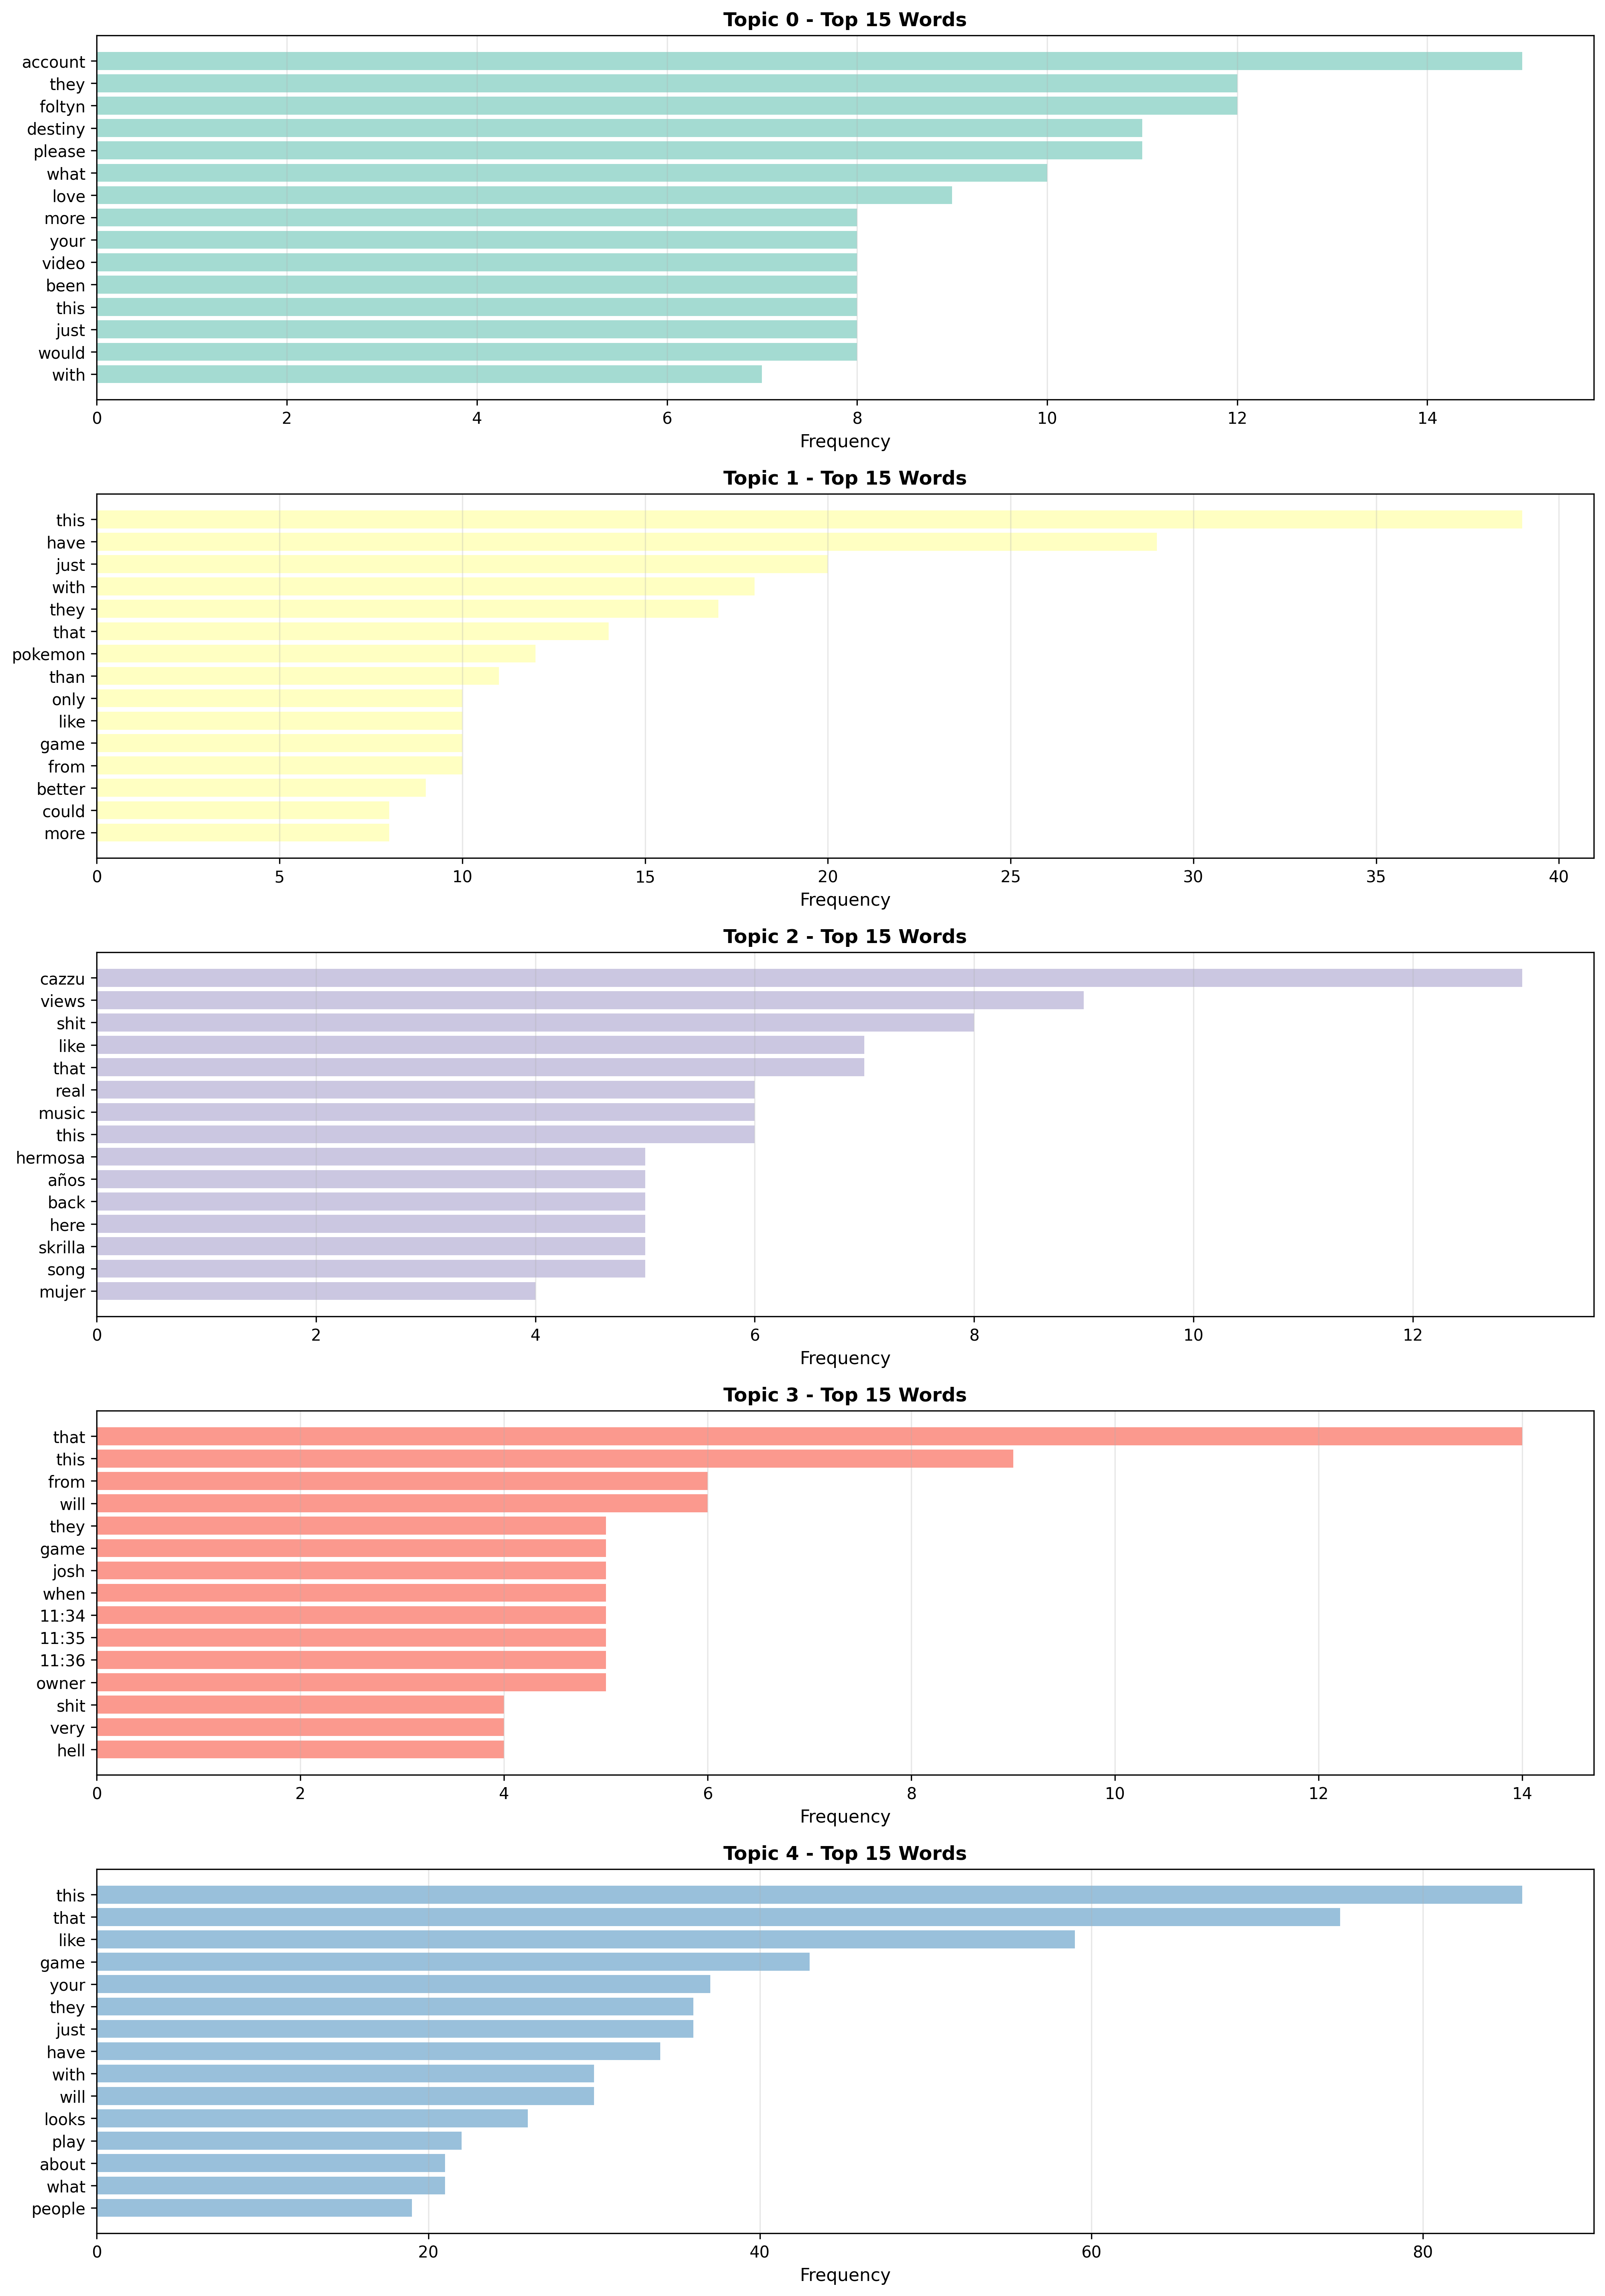 Topic 0 - Top 15 Words
account
they
foltyn
destiny
please
what
love
more
your
video
been
this
just
would
with
0 2 4 6 8 10 12 14
Frequency
Topic 1 - Top 15 Words
this
have
just
with
they
that
pokemon
than
only
like
game
from
better
could
more
0 5 10 15 20 25 30 35 40
Frequency
Topic 2 - Top 15 Words
cazzu
views
shit
like
that
real
music
this
hermosa
años
back
here
skrilla
song
mujer
0 2 4 6 8 10 12
Frequency
Topic 3 - Top 15 Words
that
this
from
will
they
game
josh
when
11:34
11:35
11:36
owner
shit
very
hell
0 2 4 6 8 10 12 14
Frequency
Topic 4 - Top 15 Words
this
that
like
game
your
they
just
have
with
will
looks
play
about
what
people
0 20 40 60 80
Frequency